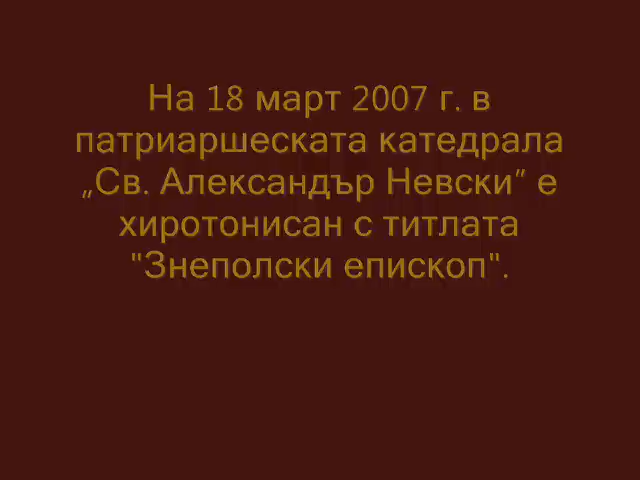 На 18 март 2007 г. в
патриаршеската катедрала
„Св. Александър Невски” е
хиротонисан с титлата
"Знеполски епископ".